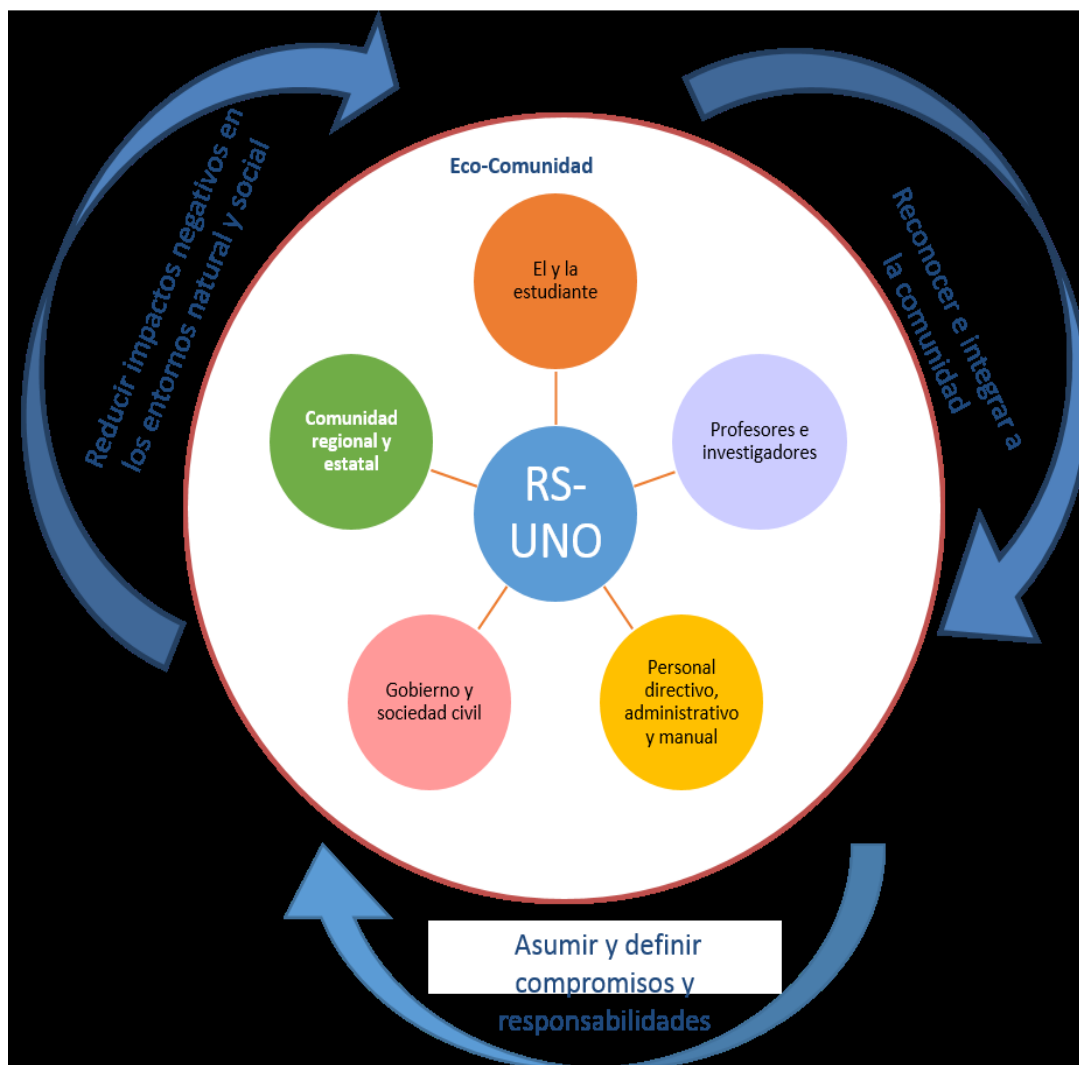 Reducir impactos negativos en
los entornos natural y social
Reconocer e integrar a
la comunidad
Eco-Comunidad
El y la
estudiante
Comunidad
regional y
estatal
Profesores e
investigadores
RS-
UNO
Gobierno y
sociedad civil
Personal
directivo,
administrativo
y manual
Asumir y definir
compromisos y
responsabilidades